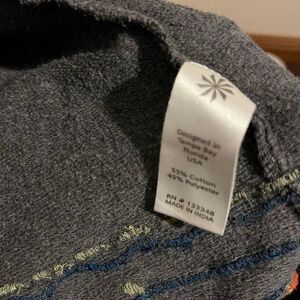 Designed in
Tampa Bay
Florida
USA
55% Cotton
45% Polyester
RN # 133348
MADE IN INDIA